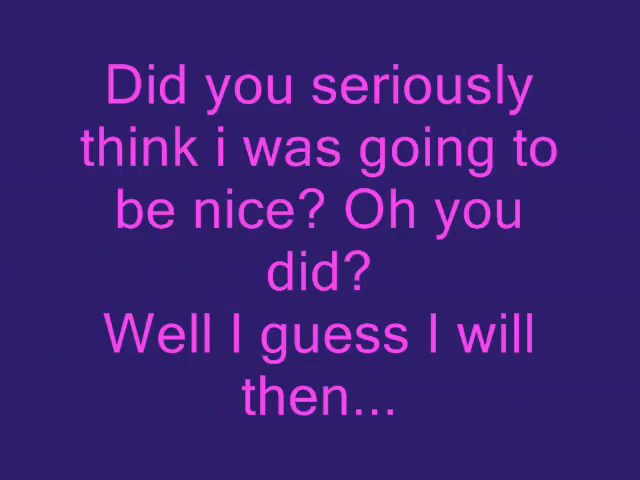 Did you seriously
think i was going to
be nice? Oh you
did?
Well I guess I will
then...